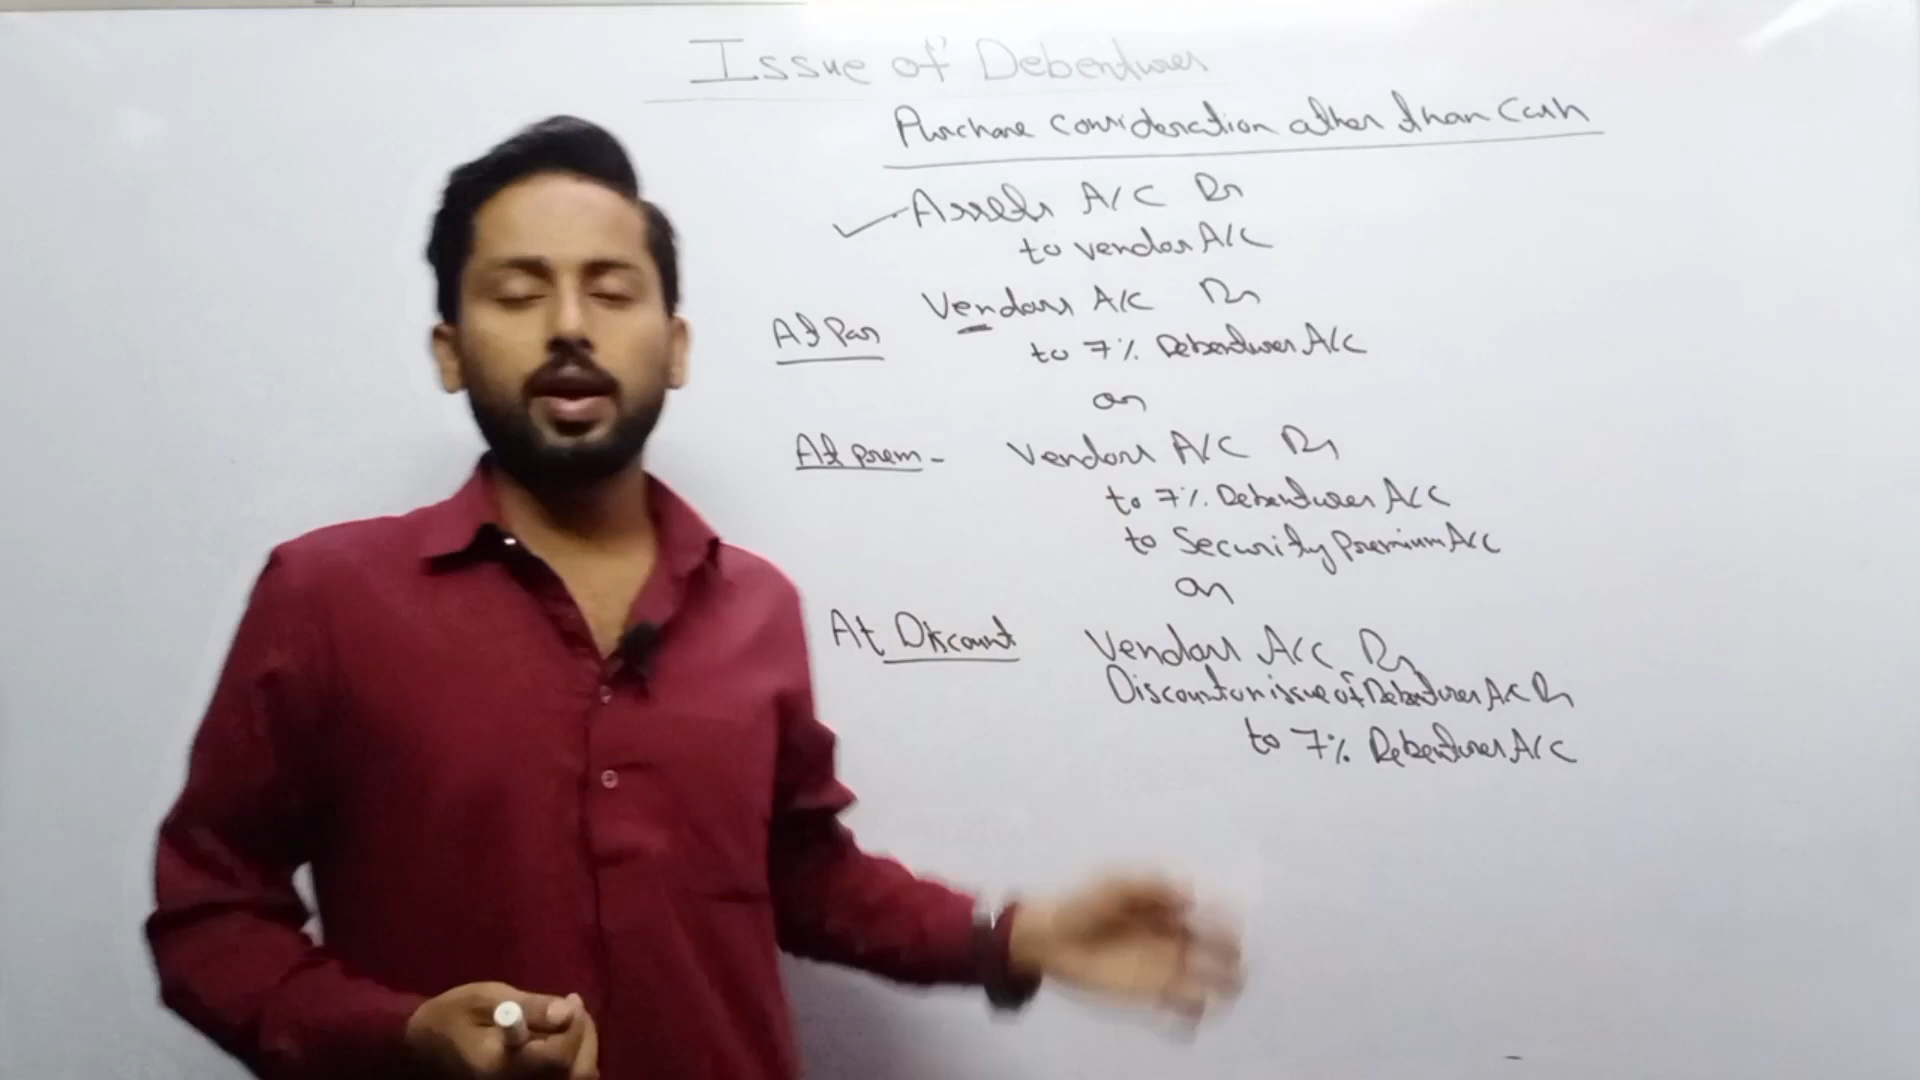 Issue of Debentures
Purchase consideration other than Cash
Assets A/C Dr
to vendor A/C
At Par
Vendors A/C Dr
to 7% Debentures A/C
or
At prem - Vendors A/C Dr
to 7% Debentures A/C
to Security Premium A/C
or
At Discount Vendors A/C Dr
Discount on issue of Debentures A/C Dr
to 7% Debentures A/C